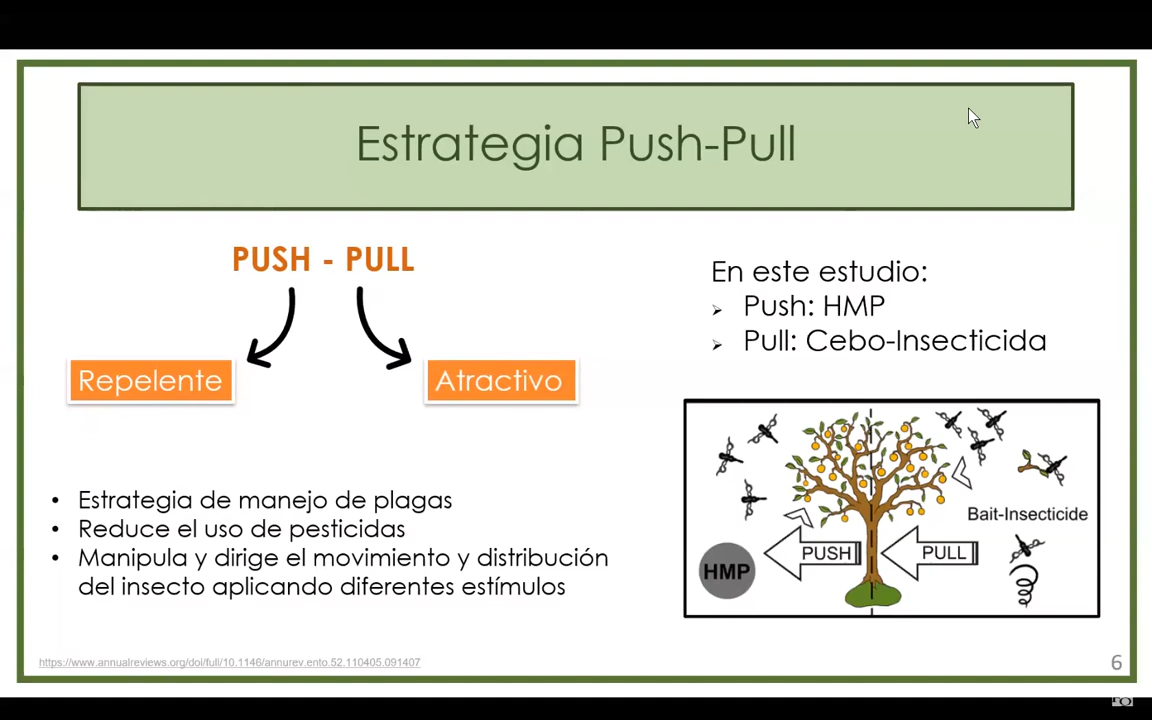 Estrategia Push-Pull
PUSH - PULL
Repelente
Atractivo
• Estrategia de manejo de plagas
• Reduce el uso de pesticidas
• Manipula y dirige el movimiento y distribución
del insecto aplicando diferentes estímulos
En este estudio:
➢ Push: HMP
➢ Pull: Cebo-Insecticida
Bait-Insecticide
PUSH
PULL
HMP
https://www.annualreviews.org/doi/full/10.1146/annurev.ento.52.110405.091407
6